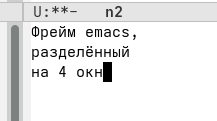 U:**-  n2
Фрейм emacs,
разделённый
на 4 окн